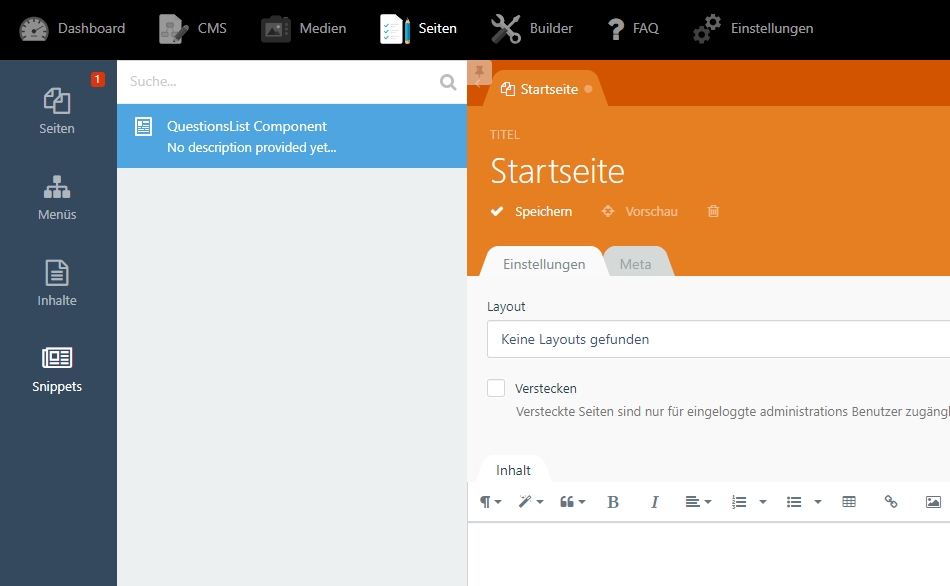 Dashboard CMS Medien Seiten Builder FAQ Einstellungen
1
Seiten
Menüs
Inhalte
Snippets
Suche...
QuestionsList Component
No description provided yet...
Startseite
TITEL
Startseite
Speichern Vorschau
Einstellungen Meta
Layout
Keine Layouts gefunden
Verstecken
Versteckte Seiten sind nur für eingeloggte administrations Benutzer zugängl
Inhalt
B I